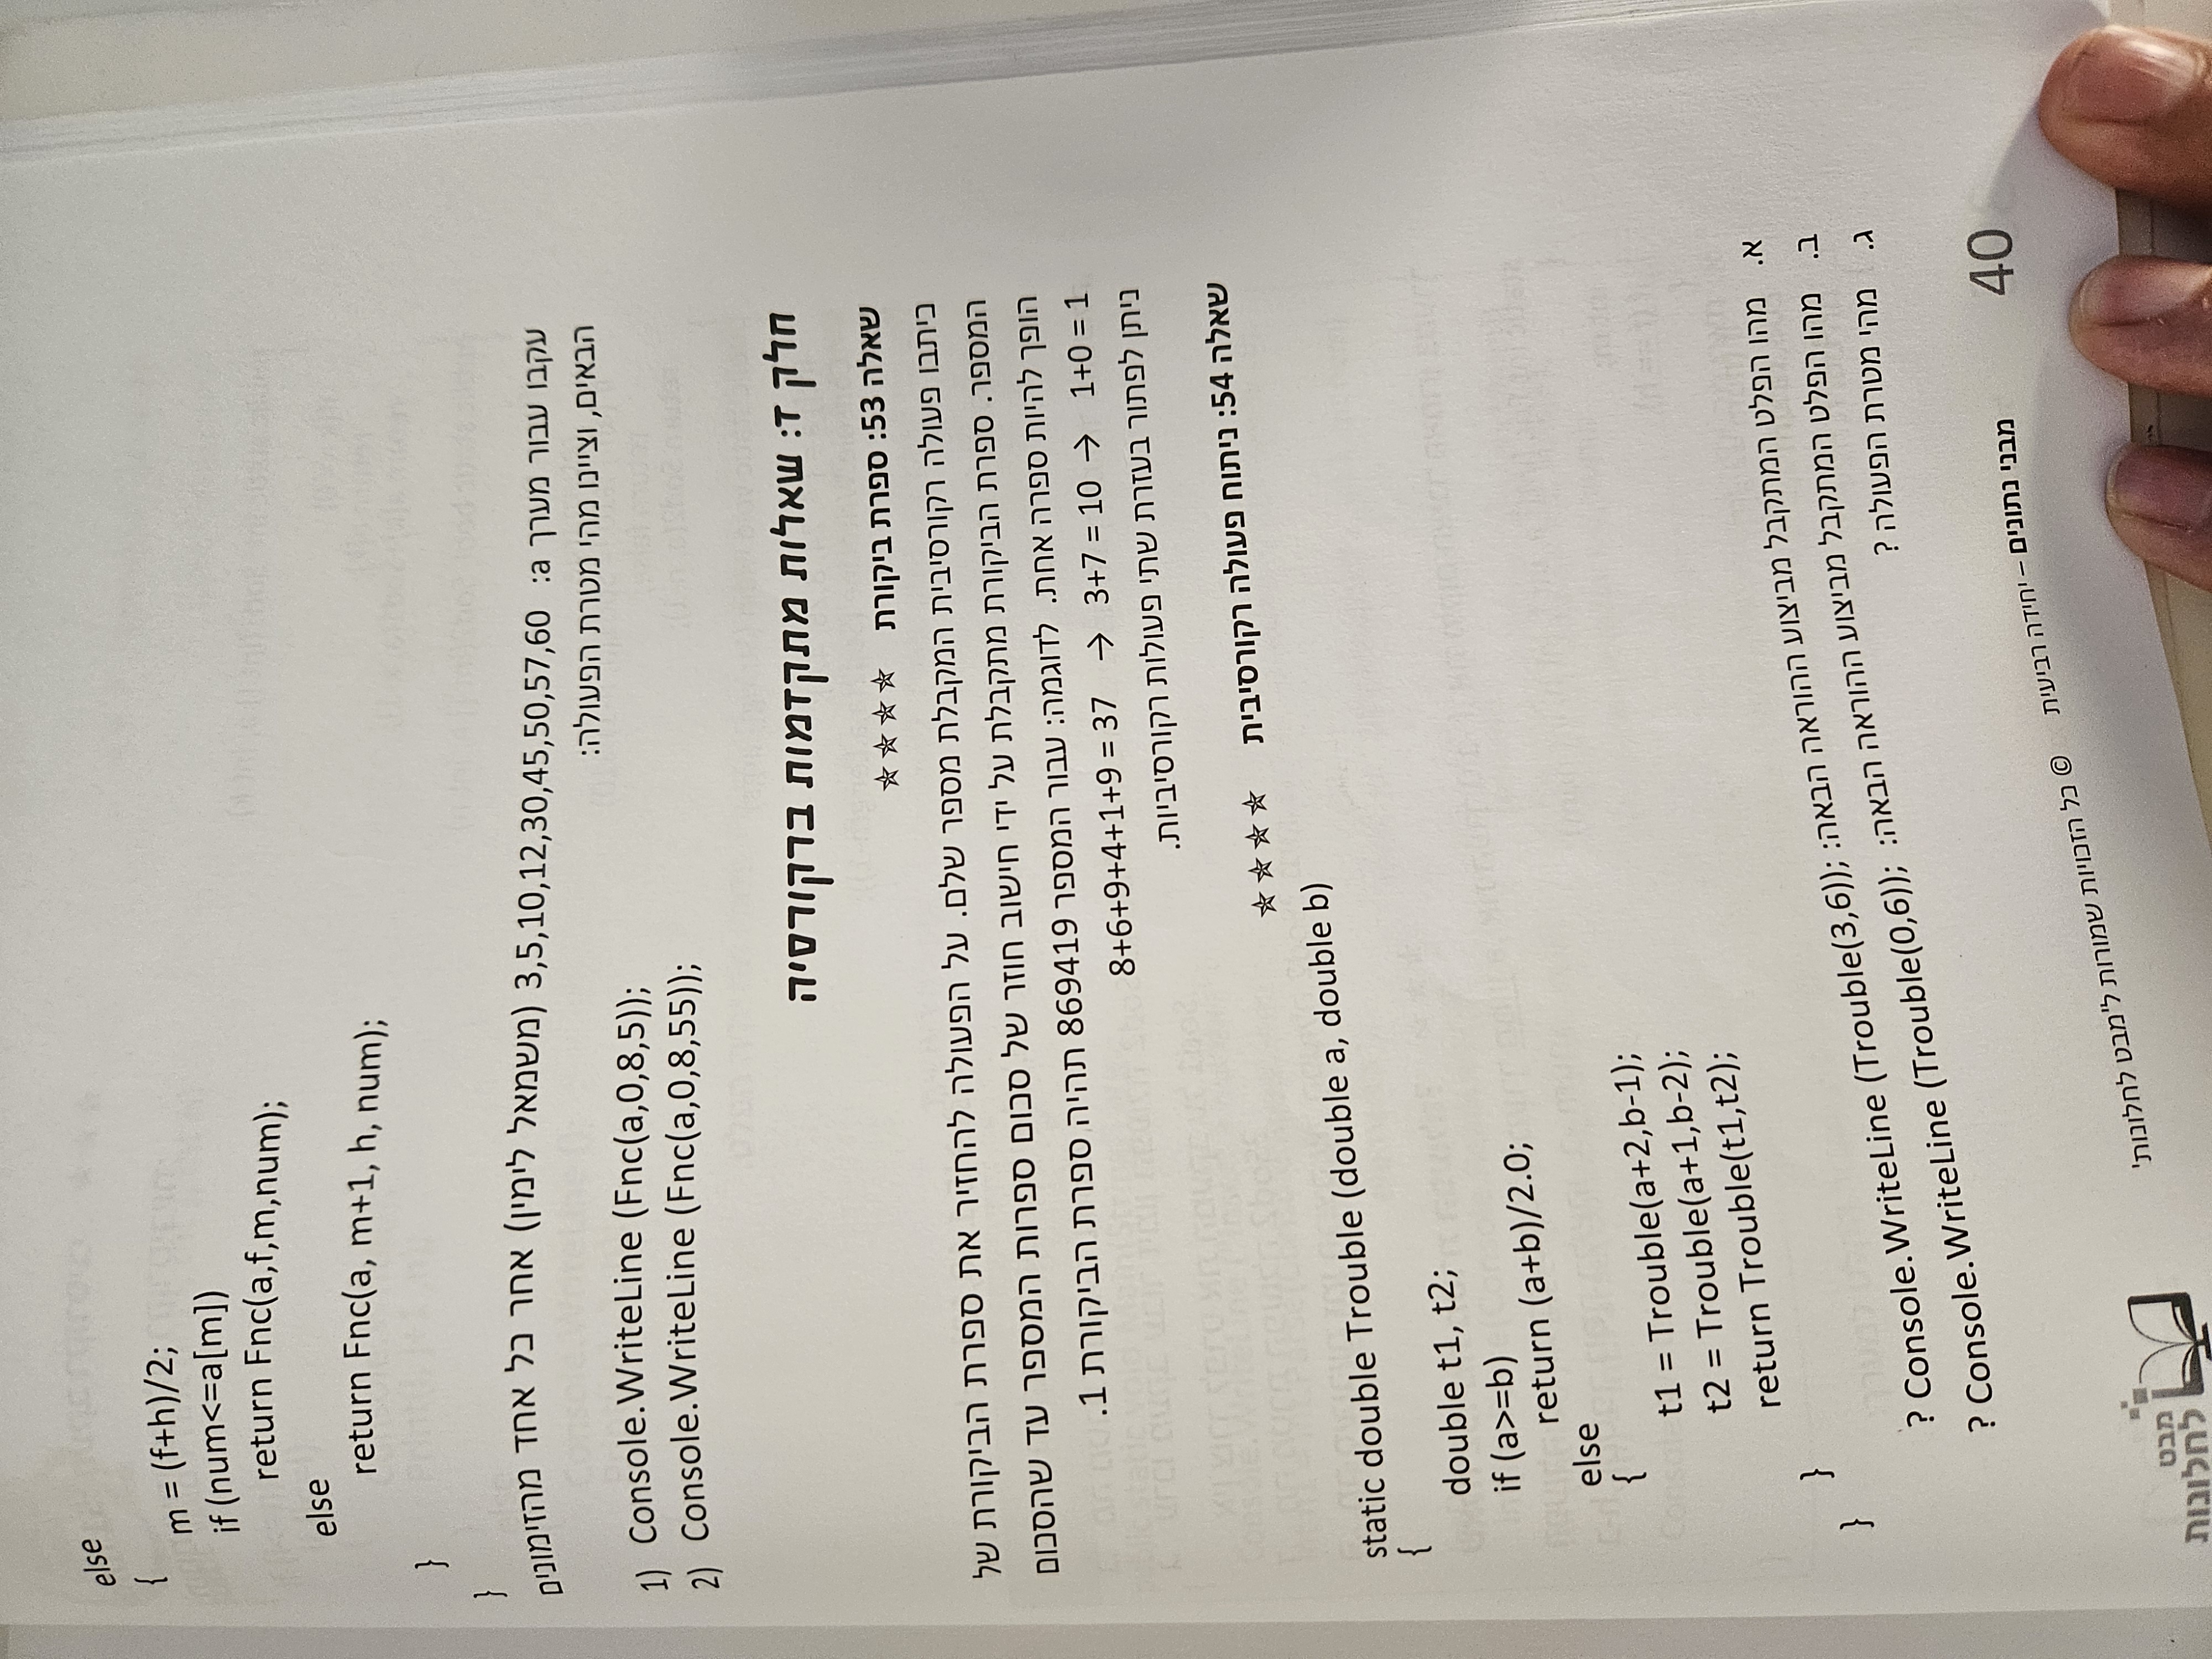 else
{
m = (f+h)/2;
if (num<=a[m])
return Fnc(a,f,m,num);
else
return Fnc(a, m+1, h, num);
}
}
עקבו עבור מערך a: 3,5,10,12,30,45,50,57,60 (משמאל לימין) אחר כל אחד מהזימונים
הבאים, וציינו מהי מטרת הפעולה:
1) Console.WriteLine (Fnc(a,0,8,5));
2) Console.WriteLine (Fnc(a,0,8,55));
חלק ד: שאלות מתקדמות ברקורסיה
שאלה 53: ספרת ביקורת ✯✯✯✯
כיתבו פעולה רקורסיבית המקבלת מספר שלם. על הפעולה להחזיר את ספרת הביקורת של
המספר. ספרת הביקורת מתקבלת על ידי חישוב חוזר של סכום ספרות המספר עד שהסכום
הופך להיות ספרה אחת. לדוגמה: עבור המספר 869419 תהיה ספרת הביקורת 1.
8+6+9+4+1+9 = 37 → 3+7 = 10 → 1+0 = 1
ניתן לפתור בעזרת שתי פעולות רקורסיביות.
שאלה 54: ניתוח פעולה רקורסיבית ✯✯✯✯
static double Trouble (double a, double b)
{
double t1, t2;
if (a>=b)
return (a+b)/2.0;
else
{
t1 = Trouble(a+2,b-1);
t2 = Trouble(a+1,b-2);
return Trouble(t1,t2);
}
}
א. מהו הפלט המתקבל מביצוע ההוראה הבאה: Console.WriteLine (Trouble(3,6)); ?
ב. מהו הפלט המתקבל מביצוע ההוראה הבאה: Console.WriteLine (Trouble(0,6)); ?
ג. מהי מטרת הפעולה ?
40 מבני נתונים – יחידה רביעית © כל הזכויות שמורות ל'מבט לחלונות'
מבט
לחלונות